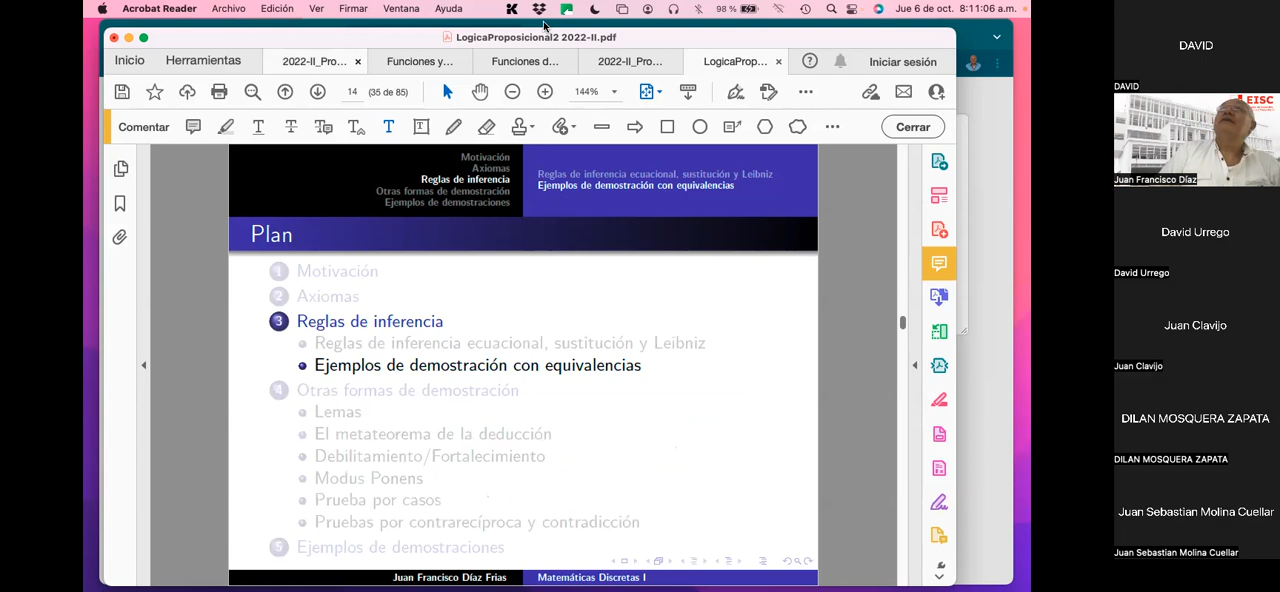 Acrobat Reader Archivo Edición Ver Firmar Ventana Ayuda
98 % Jue 6 de oct. 8:11:06 a.m.
LogicaProposicional2 2022-II.pdf
Inicio Herramientas 2022-II_Pro... × Funciones y... Funciones d... 2022-II_Pro... LogicaProp... × Iniciar sesión
14 (35 de 85) 144%
Comentar Cerrar
Motivación
Axiomas
Reglas de inferencia
Otras formas de demostración
Ejemplos de demostraciones
Reglas de inferencia ecuacional, sustitución y Leibniz
Ejemplos de demostración con equivalencias
Plan
1 Motivación
2 Axiomas
3 Reglas de inferencia
Reglas de inferencia ecuacional, sustitución y Leibniz
Ejemplos de demostración con equivalencias
4 Otras formas de demostración
Lemas
El metateorema de la deducción
Debilitamiento/Fortalecimiento
Modus Ponens
Prueba por casos
Pruebas por contrarecíproca y contradicción
5 Ejemplos de demostraciones
Juan Francisco Díaz Frias Matemáticas Discretas I
DAVID
DAVID
EISC
Juan Francisco Díaz
David Urrego
David Urrego
Juan Clavijo
Juan Clavijo
DILAN MOSQUERA ZAPATA
DILAN MOSQUERA ZAPATA
Juan Sebastian Molina Cuellar
Juan Sebastian Molina Cuellar